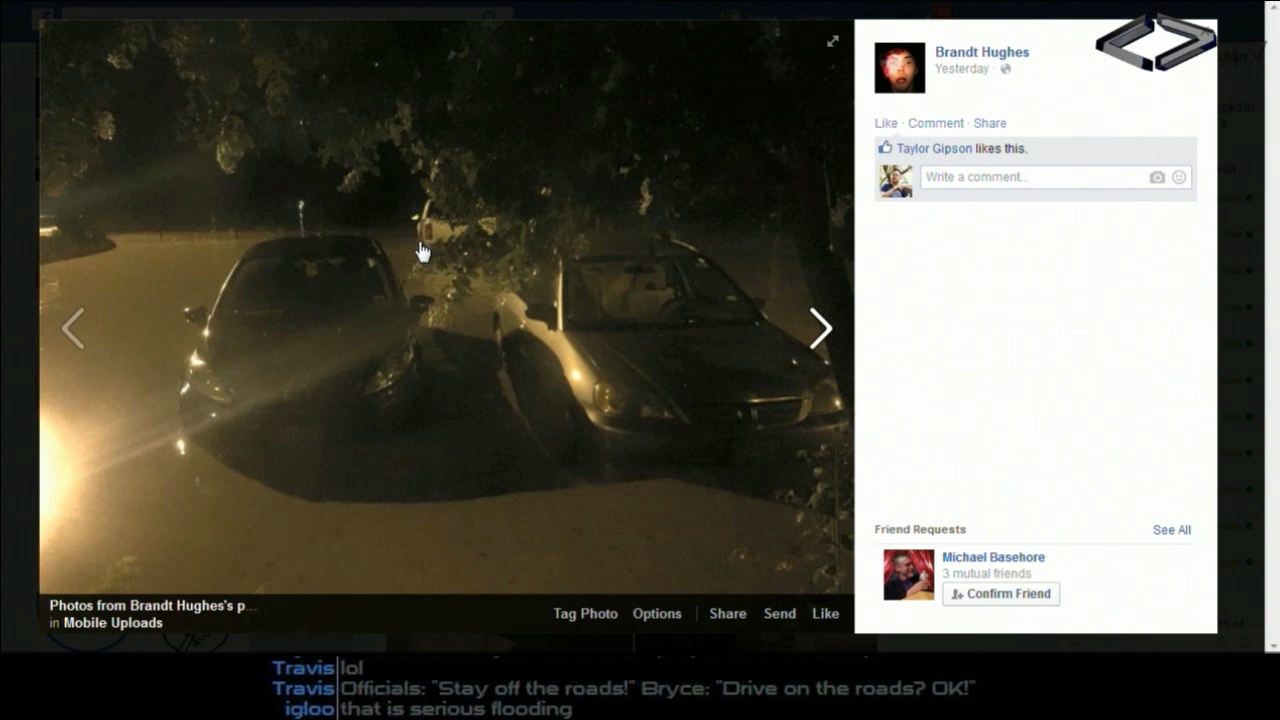 Brandt Hughes
Yesterday ·
Like · Comment · Share
Taylor Gipson likes this.
Write a comment...
Friend Requests
See All
Michael Basehore
3 mutual friends
Confirm Friend
Photos from Brandt Hughes's p...
in Mobile Uploads
Tag Photo Options Share Send Like
Travis lol
Travis Officials: "Stay off the roads!" Bryce: "Drive on the roads? OK!"
igloo that is serious flooding